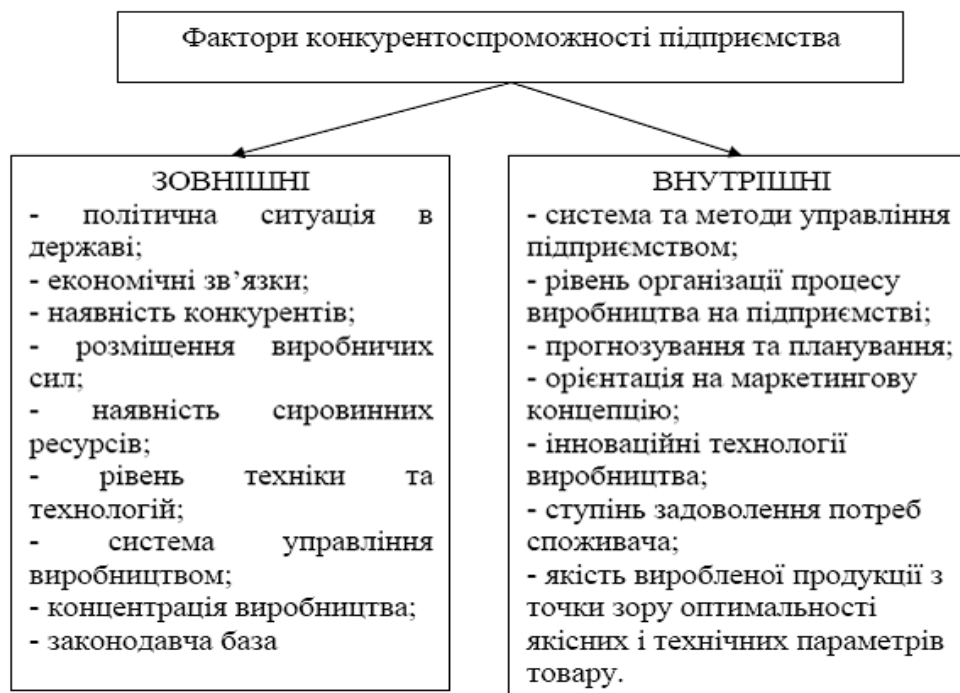 Фактори конкурентоспроможності підприємства
ЗОВНІШНІ
- політична ситуація в
державі;
- економічні зв’язки;
- наявність конкурентів;
- розміщення виробничих
сил;
- наявність сировинних
ресурсів;
- рівень техніки та
технологій;
- система управління
виробництвом;
- концентрація виробництва;
- законодавча база
ВНУТРІШНІ
- система та методи управління
підприємством;
- рівень організації процесу
виробництва на підприємстві;
- прогнозування та планування;
- орієнтація на маркетингову
концепцію;
- інноваційні технології
виробництва;
- ступінь задоволення потреб
споживача;
- якість виробленої продукції з
точки зору оптимальності
якісних і технічних параметрів
товару.